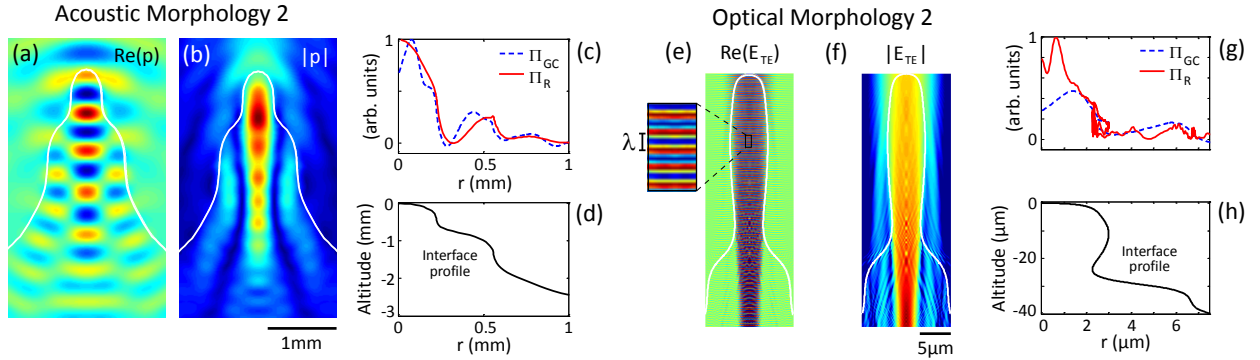 Acoustic Morphology 2
Optical Morphology 2
(a)
Re(p)
(b)
|p|
1mm
(c)
1
0
(arb. units)
Π_GC
Π_R
0 0.5 1
r (mm)
(d)
0
-1
-2
-3
Altitude (mm)
Interface
profile
0 0.5 1
r (mm)
(e)
Re(E_TE)
λ
(f)
|E_TE|
5μm
(g)
1
0
(arb. units)
Π_GC
Π_R
(h)
0
-20
-40
Altitude (μm)
Interface
profile
0 2 4 6
r (μm)